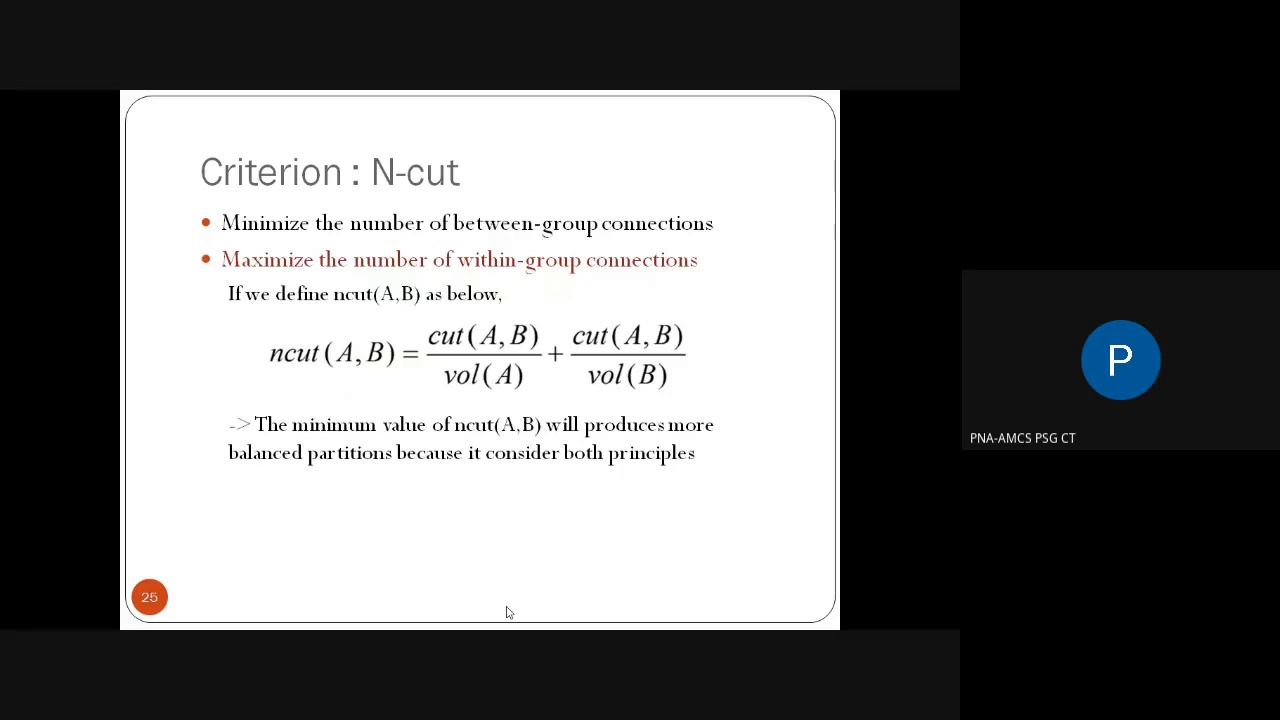 Criterion : N-cut
Minimize the number of between-group connections
Maximize the number of within-group connections
If we define ncut(A,B) as below,
ncut (A, B) = cut(A, B) / vol(A) + cut(A, B) / vol(B)
-> The minimum value of ncut(A,B) will produces more
balanced partitions because it consider both principles
25
P
PNA-AMCS PSG CT